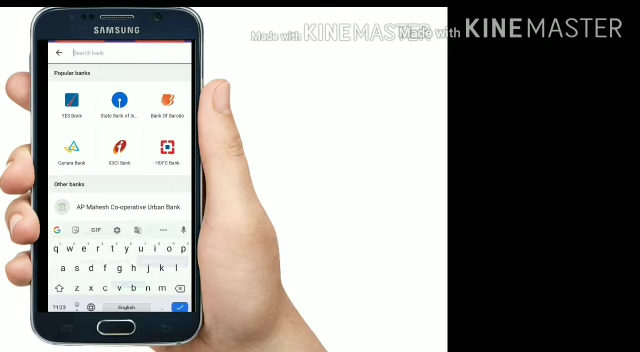 Made with KINEMASTER
Made with KINEMASTER
SAMSUNG
Search bank
Popular banks
YES Bank
State Bank of In...
Bank Of Baroda
Canara Bank
ICICI Bank
HDFC Bank
Other banks
AP Mahesh Co-operative Urban Bank
GIF
q w e r t y u i o p
a s d f g h j k l
z x c v b n m
?123
English